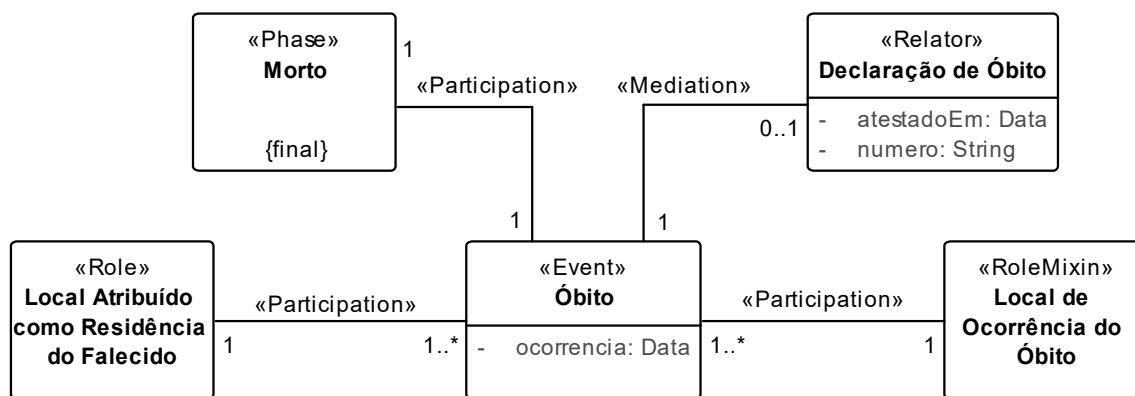 «Phase»
Morto
{final}
1
«Participation»
«Mediation»
«Relator»
Declaração de Óbito
- atestadoEm: Data
- numero: String
0..1
1
1
«Role»
Local Atribuído
como Residência
do Falecido
«Participation»
1
1..*
«Event»
Óbito
- ocorrencia: Data
«Participation»
1..*
1
«RoleMixin»
Local de
Ocorrência do
Óbito